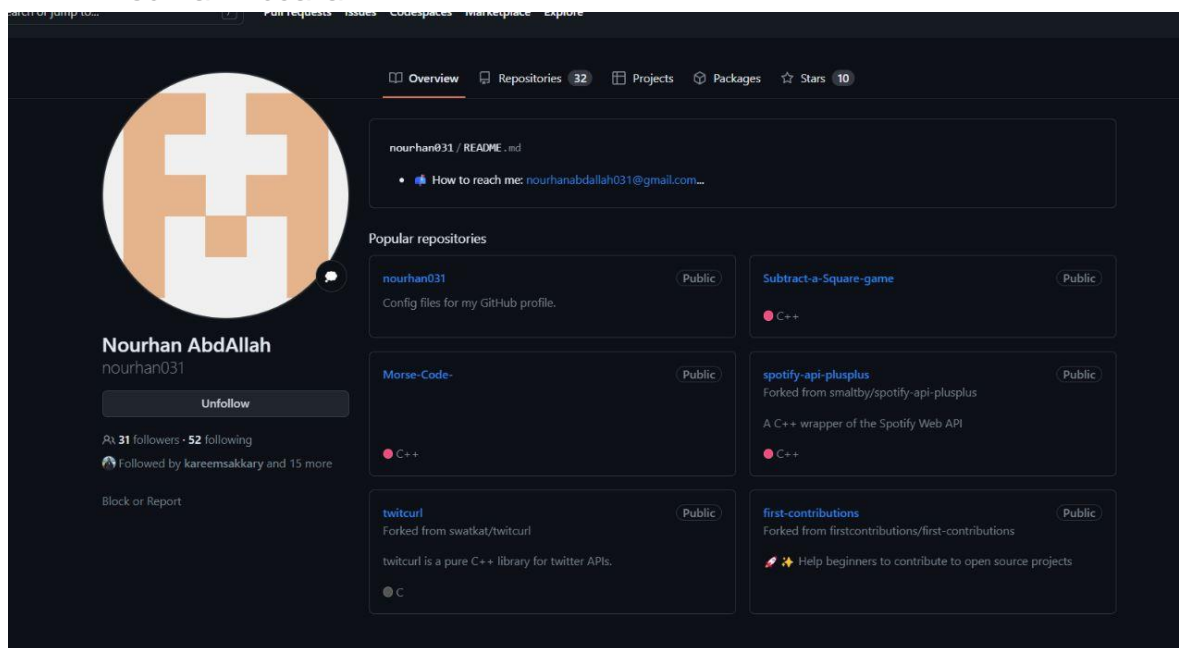 Pull requests Issues Codespaces Marketplace Explore
Overview Repositories 32 Projects Packages Stars 10
nourhan031/README.md
How to reach me: nourhanabdallah031@gmail.com...
Popular repositories
nourhan031 Public
Config files for my GitHub profile.
Subtract-a-Square-game Public
C++
Nourhan AbdAllah
nourhan031
Unfollow
31 followers · 52 following
Followed by kareemsakkary and 15 more
Block or Report
Morse-Code- Public
C++
spotify-api-plusplus Public
Forked from smaltby/spotify-api-plusplus
A C++ wrapper of the Spotify Web API
C++
twitcurl Public
Forked from swatkat/twitcurl
twitcurl is a pure C++ library for twitter APIs.
C
first-contributions Public
Forked from firstcontributions/first-contributions
🚀 ✨ Help beginners to contribute to open source projects